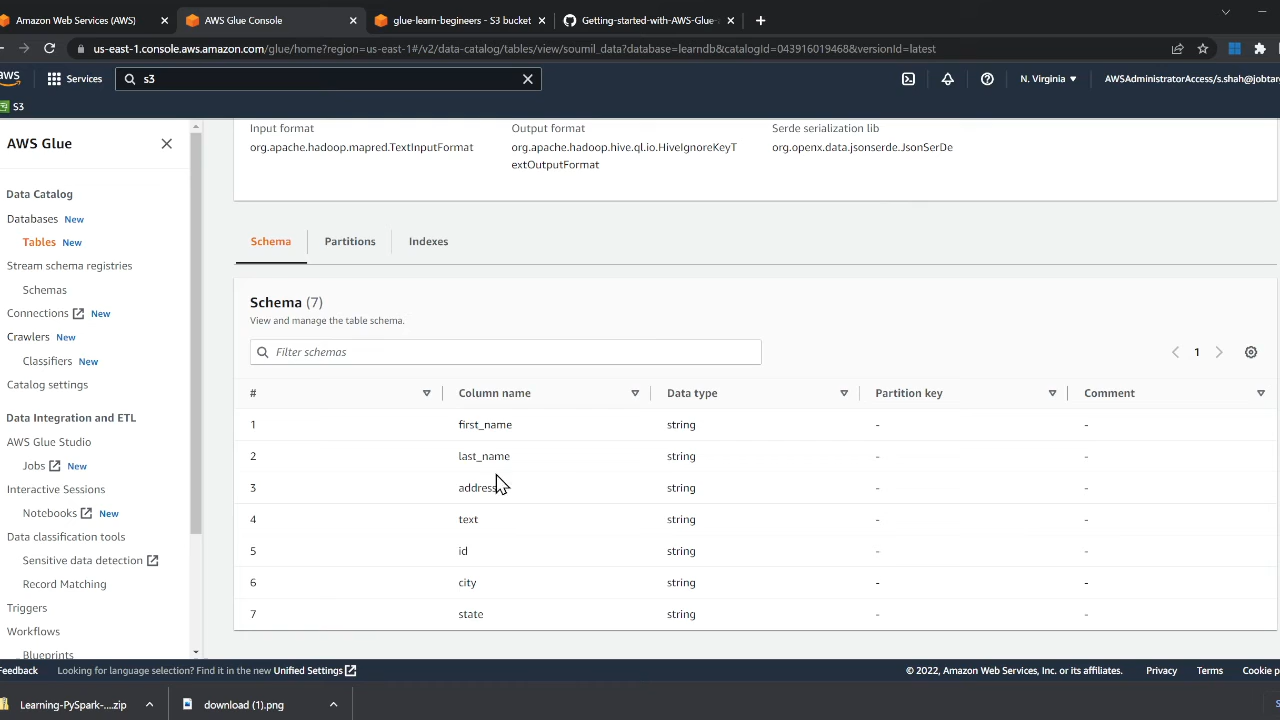 Amazon Web Services (AWS)
AWS Glue Console
glue-learn-begineers - S3 bucket
Getting-started-with-AWS-Glue-
us-east-1.console.aws.amazon.com/glue/home?region=us-east-1#/v2/data-catalog/tables/view/soumil_data?database=learndb&catalogId=043916019468&versionId=latest
aws
Services
s3
N. Virginia
AWSAdministratorAccess/s.shah@jobtar
S3
AWS Glue
Data Catalog
Databases New
Tables New
Stream schema registries
Schemas
Connections New
Crawlers New
Classifiers New
Catalog settings
Data Integration and ETL
AWS Glue Studio
Jobs New
Interactive Sessions
Notebooks New
Data classification tools
Sensitive data detection
Record Matching
Triggers
Workflows
Blueprints
Input format
org.apache.hadoop.mapred.TextInputFormat
Output format
org.apache.hadoop.hive.ql.io.HiveIgnoreKeyT
extOutputFormat
Serde serialization lib
org.openx.data.jsonserde.JsonSerDe
Schema
Partitions
Indexes
Schema (7)
View and manage the table schema.
Filter schemas
1
# Column name Data type Partition key Comment
1 first_name string - -
2 last_name string - -
3 address string - -
4 text string - -
5 id string - -
6 city string - -
7 state string - -
Feedback
Looking for language selection? Find it in the new Unified Settings
© 2022, Amazon Web Services, Inc. or its affiliates.
Privacy
Terms
Cookie p
Learning-PySpark-....zip
download (1).png